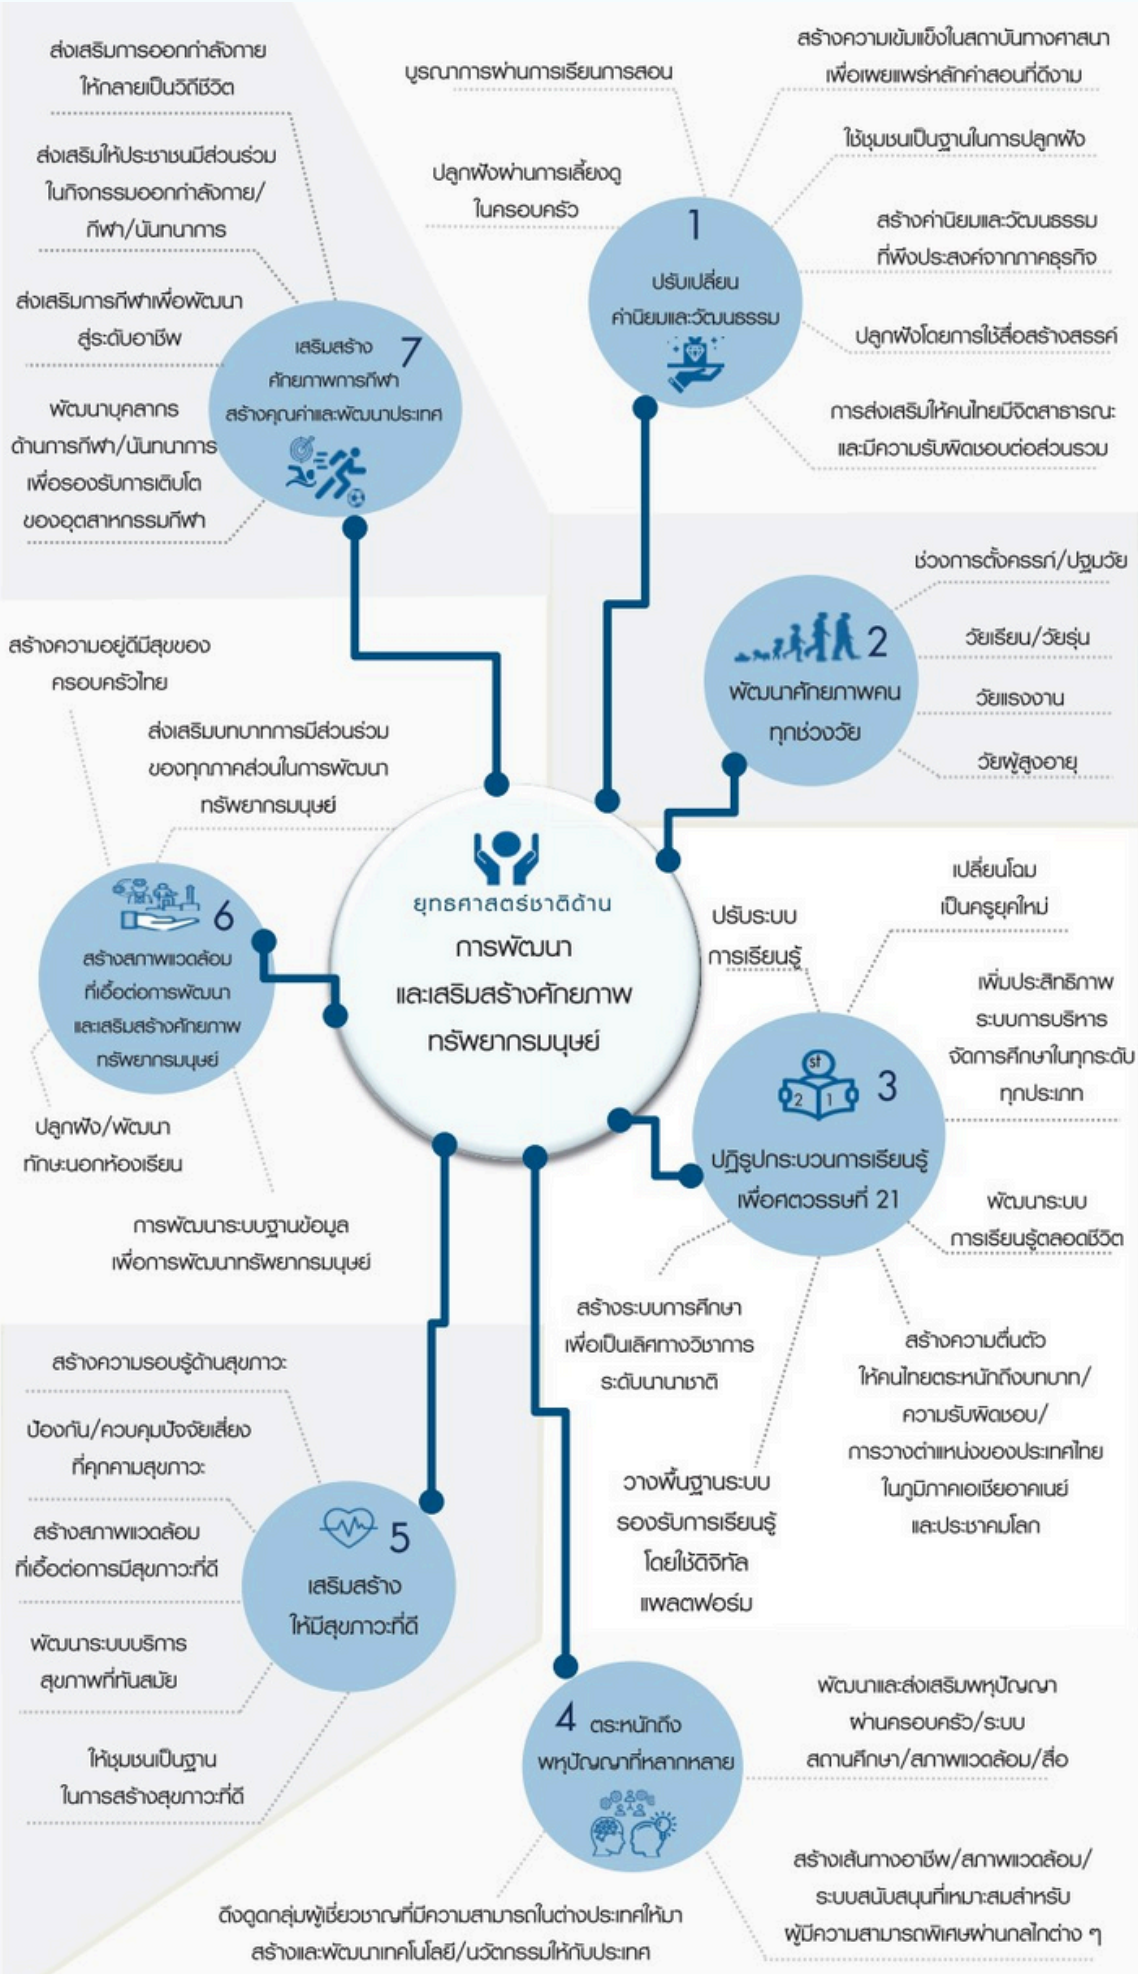 ยุทธศาสตร์ชาติด้าน
การพัฒนา
และเสริมสร้างศักยภาพ
ทรัพยากรมนุษย์
1
ปรับเปลี่ยน
ค่านิยมและวัฒนธรรม
ปลูกฝังผ่านการเลี้ยงดู
ในครอบครัว
บูรณาการผ่านการเรียนการสอน
สร้างความเข้มแข็งในสถาบันทางศาสนา
เพื่อเผยแพร่หลักคำสอนที่ดีงาม
ใช้ชุมชนเป็นฐานในการปลูกฝัง
สร้างค่านิยมและวัฒนธรรม
ที่พึงประสงค์จากภาคธุรกิจ
ปลูกฝังโดยการใช้สื่อสร้างสรรค์
การส่งเสริมให้คนไทยมีจิตสาธารณะ
และมีความรับผิดชอบต่อส่วนรวม
2
พัฒนาศักยภาพคน
ทุกช่วงวัย
ช่วงการตั้งครรภ์/ปฐมวัย
วัยเรียน/วัยรุ่น
วัยแรงงาน
วัยผู้สูงอายุ
st
2 1
3
ปฏิรูปกระบวนการเรียนรู้
เพื่อศตวรรษที่ 21
ปรับระบบ
การเรียนรู้
เปลี่ยนโฉม
เป็นครูยุคใหม่
เพิ่มประสิทธิภาพ
ระบบการบริหาร
จัดการศึกษาในทุกระดับ
ทุกประเภท
พัฒนาระบบ
การเรียนรู้ตลอดชีวิต
สร้างความตื่นตัว
ให้คนไทยตระหนักถึงบทบาท/
ความรับผิดชอบ/
การวางตำแหน่งของประเทศไทย
ในภูมิภาคเอเชียอาคเนย์
และประชาคมโลก
วางพื้นฐานระบบ
รองรับการเรียนรู้
โดยใช้ดิจิทัล
แพลตฟอร์ม
สร้างระบบการศึกษา
เพื่อเป็นเลิศทางวิชาการ
ระดับนานาชาติ
4 ตระหนักถึง
พหุปัญญาที่หลากหลาย
พัฒนาและส่งเสริมพหุปัญญา
ผ่านครอบครัว/ระบบ
สถานศึกษา/สภาพแวดล้อม/สื่อ
สร้างเส้นทางอาชีพ/สภาพแวดล้อม/
ระบบสนับสนุนที่เหมาะสมสำหรับ
ผู้มีความสามารถพิเศษผ่านกลไกต่าง ๆ
ดึงดูดกลุ่มผู้เชี่ยวชาญที่มีความสามารถในต่างประเทศให้มา
สร้างและพัฒนาเทคโนโลยี/นวัตกรรมให้กับประเทศ
5
เสริมสร้าง
ให้มีสุขภาวะที่ดี
สร้างความรอบรู้ด้านสุขภาวะ
ป้องกัน/ควบคุมปัจจัยเสี่ยง
ที่คุกคามสุขภาวะ
สร้างสภาพแวดล้อม
ที่เอื้อต่อการมีสุขภาวะที่ดี
พัฒนาระบบบริการ
สุขภาพที่ทันสมัย
ให้ชุมชนเป็นฐาน
ในการสร้างสุขภาวะที่ดี
6
สร้างสภาพแวดล้อม
ที่เอื้อต่อการพัฒนา
และเสริมสร้างศักยภาพ
ทรัพยากรมนุษย์
สร้างความอยู่ดีมีสุขของ
ครอบครัวไทย
ส่งเสริมบทบาทการมีส่วนร่วม
ของทุกภาคส่วนในการพัฒนา
ทรัพยากรมนุษย์
ปลูกฝัง/พัฒนา
ทักษะนอกห้องเรียน
การพัฒนาระบบฐานข้อมูล
เพื่อการพัฒนาทรัพยากรมนุษย์
เสริมสร้าง 7
ศักยภาพการกีฬา
สร้างคุณค่าและพัฒนาประเทศ
ส่งเสริมการออกกำลังกาย
ให้กลายเป็นวิถีชีวิต
ส่งเสริมให้ประชาชนมีส่วนร่วม
ในกิจกรรมออกกำลังกาย/
กีฬา/นันทนาการ
ส่งเสริมการกีฬาเพื่อพัฒนา
สู่ระดับอาชีพ
พัฒนาบุคลากร
ด้านการกีฬา/นันทนาการ
เพื่อรองรับการเติบโต
ของอุตสาหกรรมกีฬา